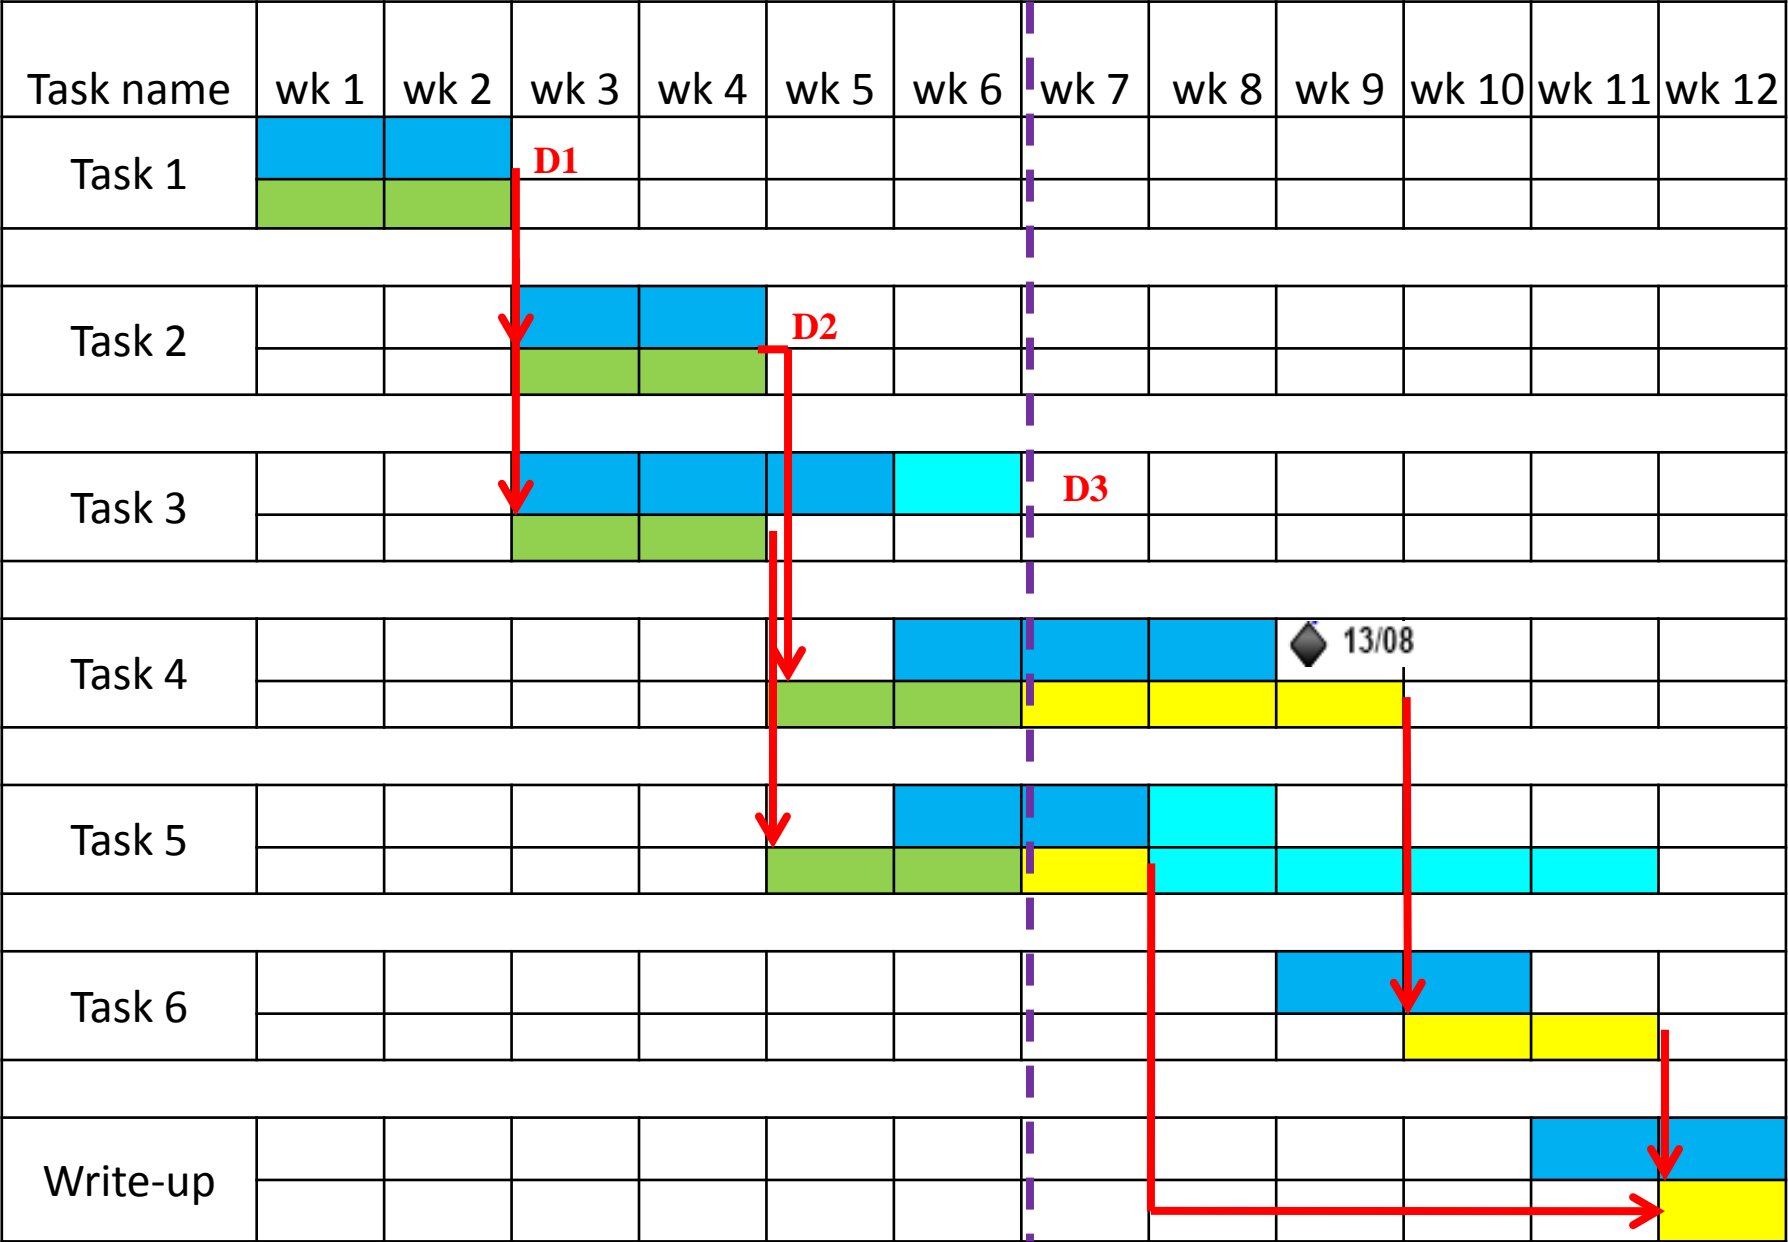 Task name wk 1 wk 2 wk 3 wk 4 wk 5 wk 6 wk 7 wk 8 wk 9 wk 10 wk 11 wk 12
Task 1 D1
Task 2 D2
Task 3 D3
Task 4 13/08
Task 5
Task 6
Write-up